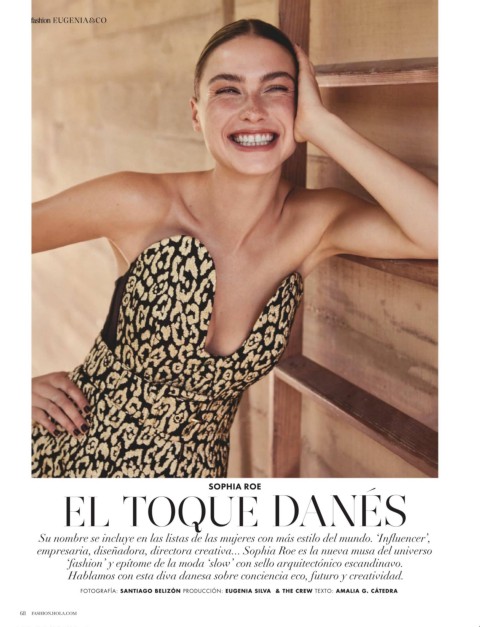 fashion EUGENIA&CO
SOPHIA ROE
EL TOQUE DANÉS
Su nombre se incluye en las listas de las mujeres con más estilo del mundo. ‘Influencer’,
empresaria, diseñadora, directora creativa... Sophia Roe es la nueva musa del universo
‘fashion’ y epítome de la moda ‘slow’ con sello arquitectónico escandinavo.
Hablamos con esta diva danesa sobre conciencia eco, futuro y creatividad.
FOTOGRAFÍA: SANTIAGO BELIZÓN PRODUCCIÓN: EUGENIA SILVA & THE CREW TEXTO: AMALIA G. CÁTEDRA
68 FASHION.HOLA.COM